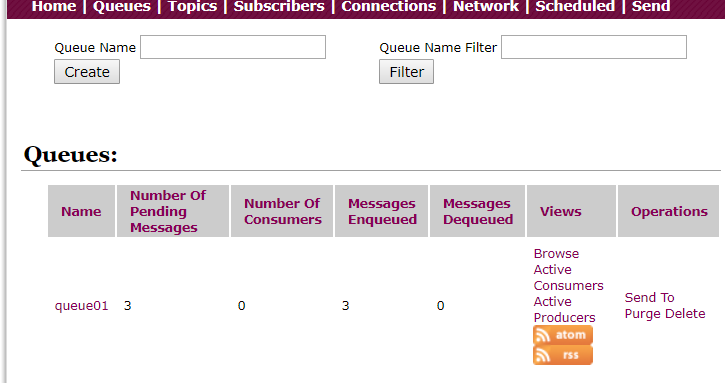 Home | Queues | Topics | Subscribers | Connections | Network | Scheduled | Send
Queue Name
Queue Name Filter
Create
Filter
Queues:
Name
Number Of
Pending
Messages
Number Of
Consumers
Messages
Enqueued
Messages
Dequeued
Views
Operations
queue01
3
0
3
0
Browse
Active
Consumers
Active
Producers
atom
rss
Send To
Purge Delete